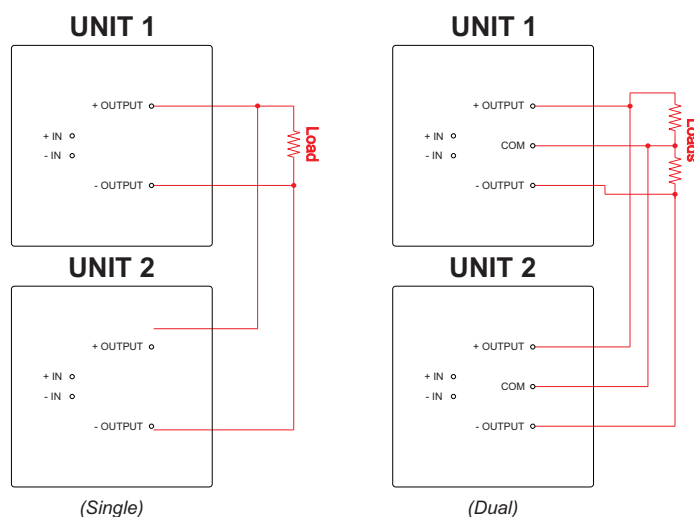 UNIT 1
+ OUTPUT
+ IN
- IN
- OUTPUT
Load
UNIT 2
+ OUTPUT
+ IN
- IN
- OUTPUT
(Single)
UNIT 1
+ OUTPUT
+ IN
COM
- IN
- OUTPUT
Loads
UNIT 2
+ OUTPUT
+ IN
COM
- IN
- OUTPUT
(Dual)